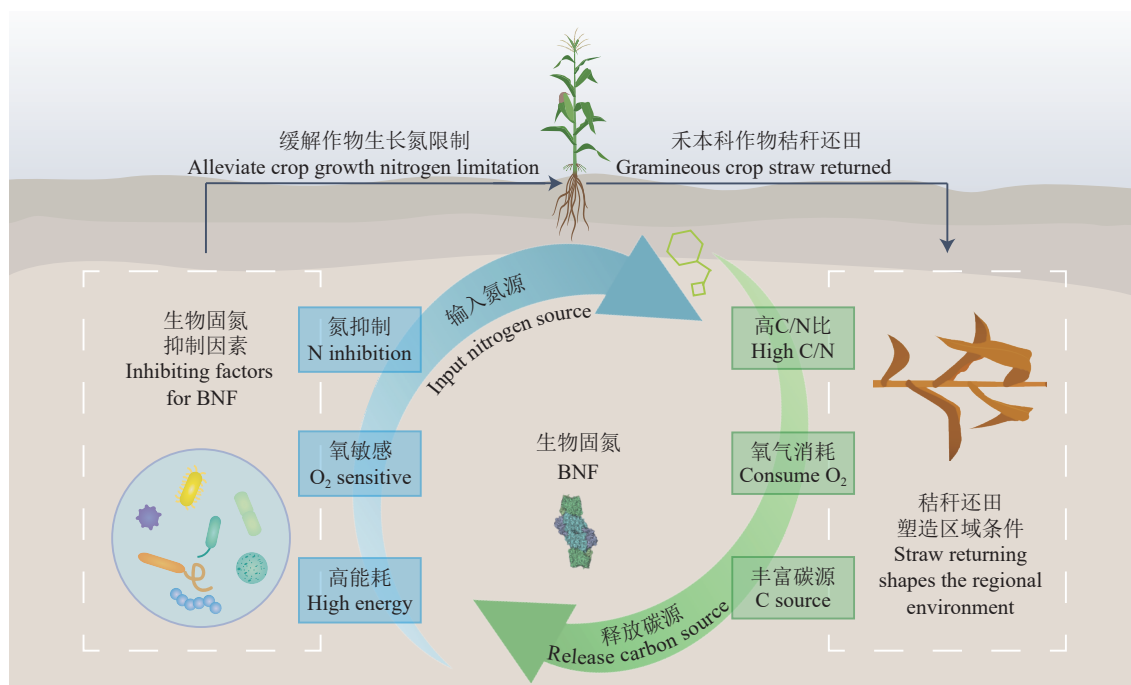 缓解作物生长氮限制
Alleviate crop growth nitrogen limitation
禾本科作物秸秆还田
Gramineous crop straw returned
生物固氮
抑制因素
Inhibiting factors
for BNF
氮抑制
N inhibition
氧敏感
O₂ sensitive
高能耗
High energy
输入氮源
Input nitrogen source
生物固氮
BNF
释放碳源
Release carbon source
高C/N比
High C/N
氧气消耗
Consume O₂
丰富碳源
C source
秸秆还田
塑造区域条件
Straw returning
shapes the regional
environment